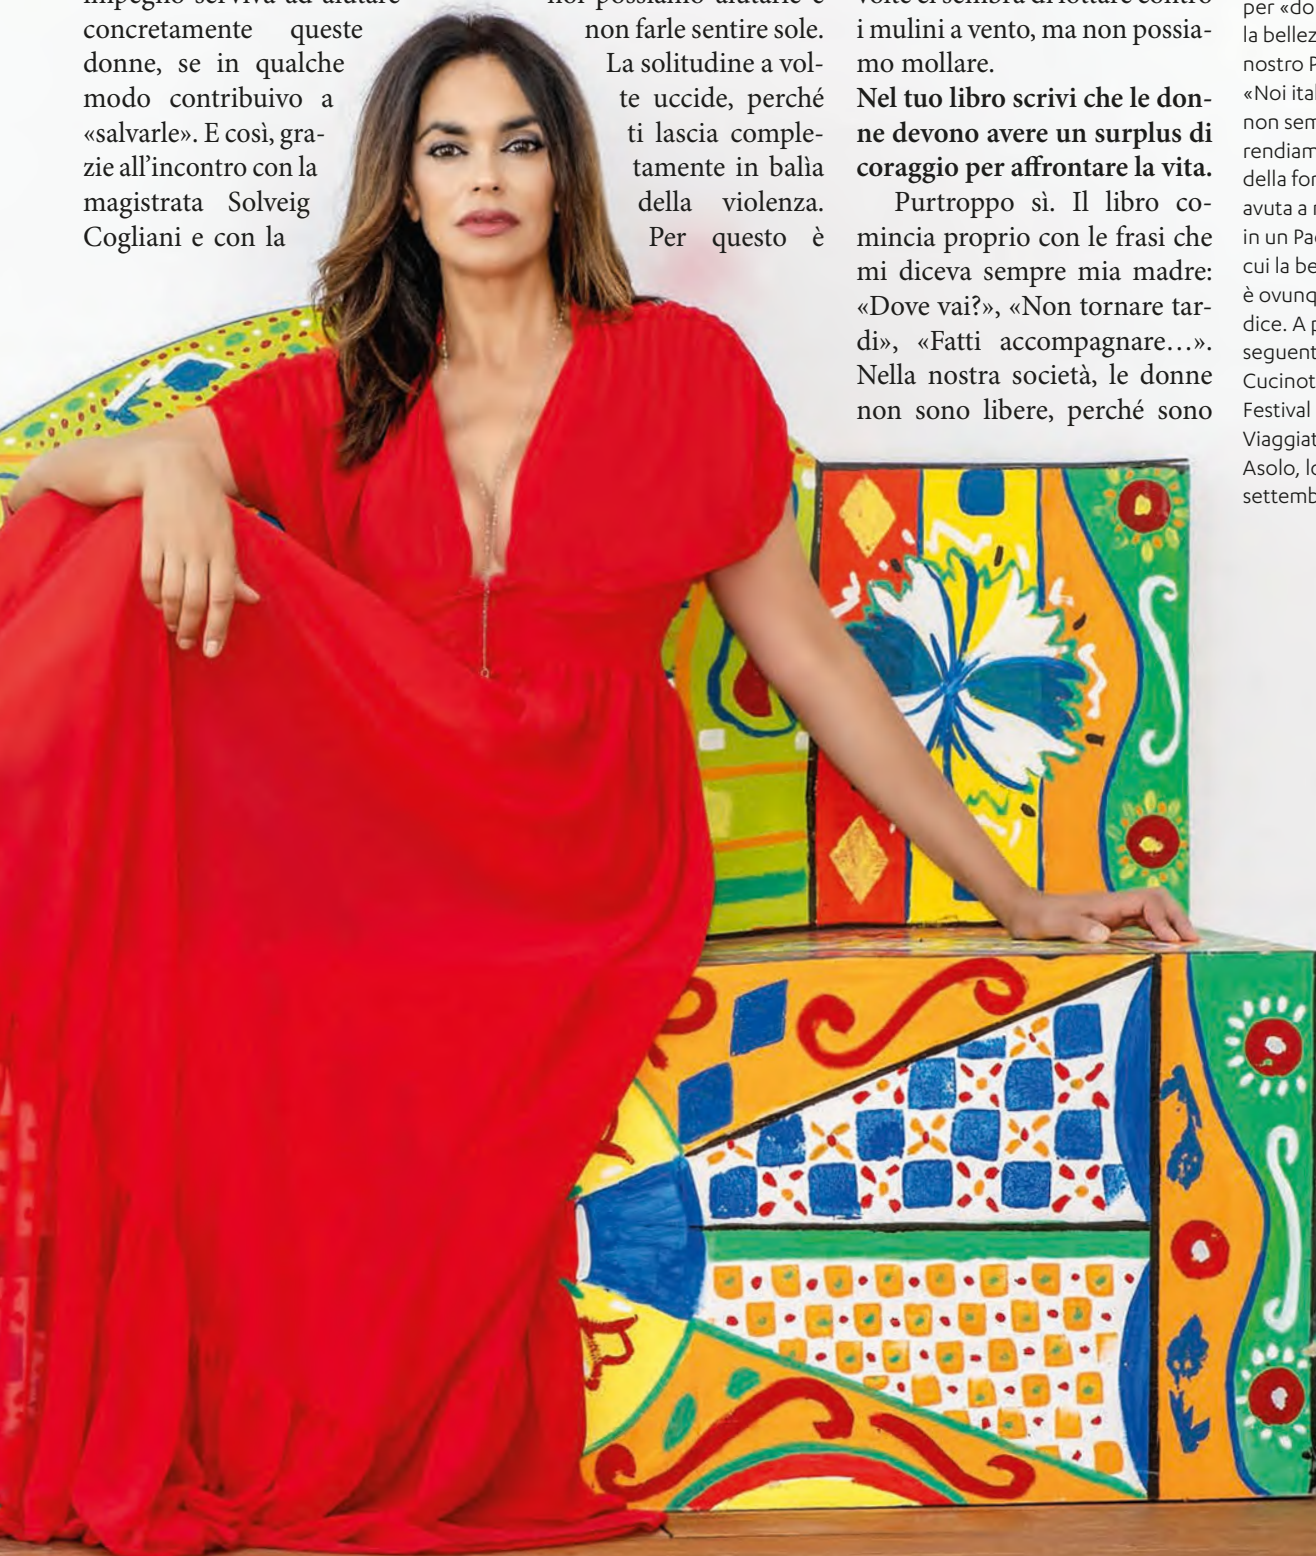 concretamente queste
donne, se in qualche
modo contribuivo a
«salvarle». E così, gra-
zie all'incontro con la
magistrata Solveig
Cogliani e con la
non farle sentire sole.
La solitudine a vol-
te uccide, perché
ti lascia comple-
tamente in balìa
della violenza.
Per questo è
i mulini a vento, ma non possia-
mo mollare.
Nel tuo libro scrivi che le don-
ne devono avere un surplus di
coraggio per affrontare la vita.
Purtroppo sì. Il libro co-
mincia proprio con le frasi che
mi diceva sempre mia madre:
«Dove vai?», «Non tornare tar-
di», «Fatti accompagnare…».
Nella nostra società, le donne
non sono libere, perché sono
per «do
la bellez
nostro P
«Noi ital
non sem
rendiam
della for
avuta a n
in un Pae
cui la be
è ovunq
dice. A p
seguent
Cucinot
Festival
Viaggiat
Asolo, lo
settemb